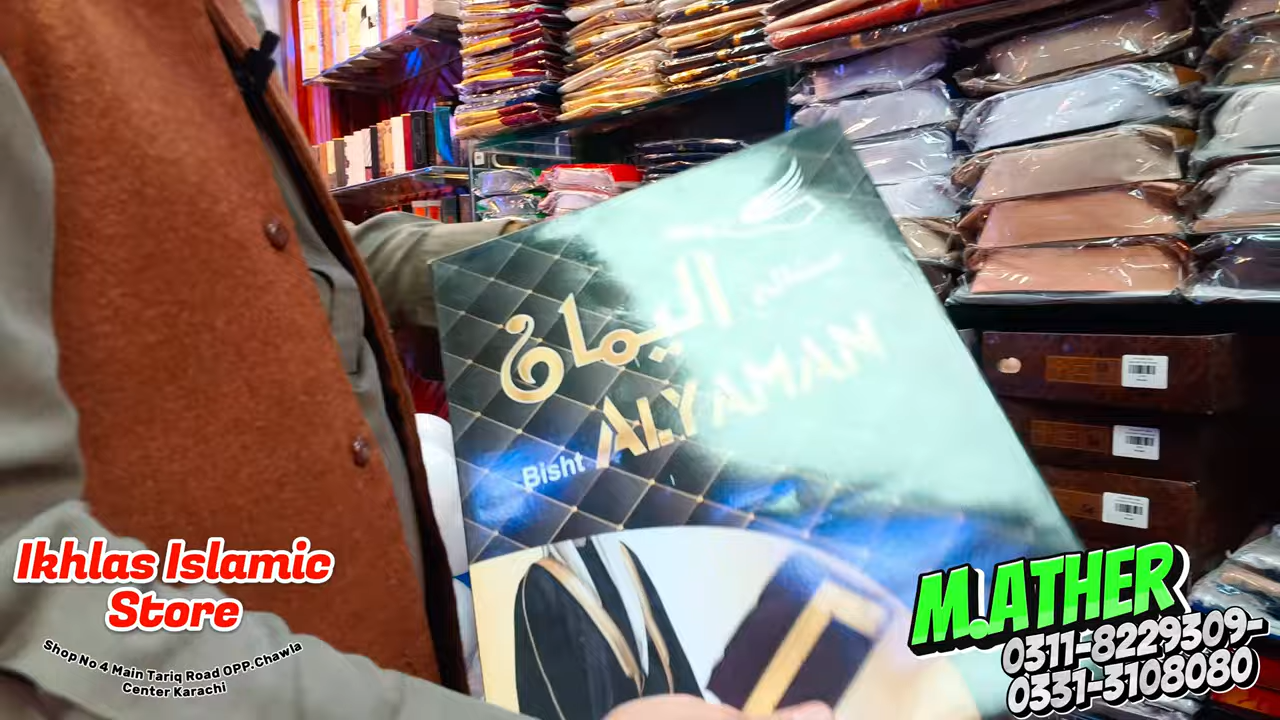 اليمان
ALYAMAN
Bisht
Ikhlas Islamic
Store
Shop No 4 Main Tariq Road OPP.Chawla
Center Karachi
M.ATHER
0311-8229309-
0331-3108080